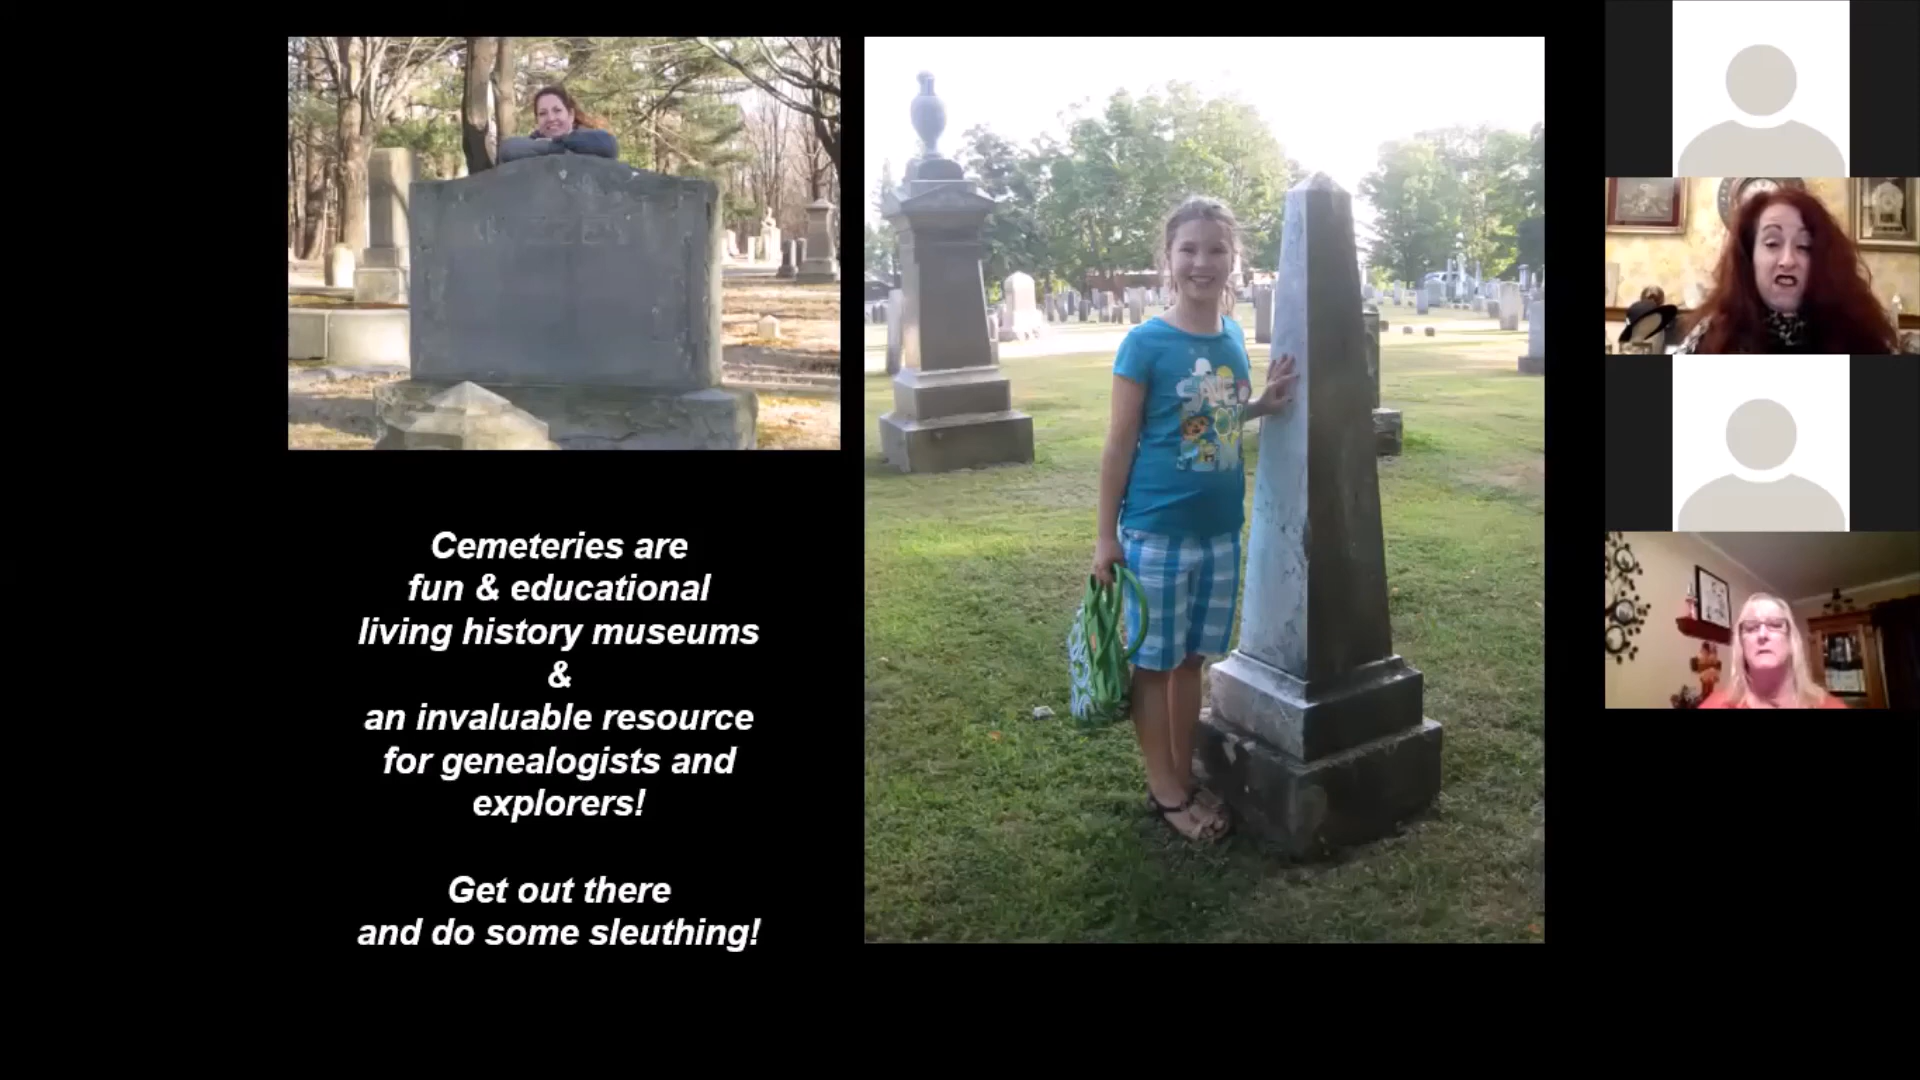 Cemeteries are
fun & educational
living history museums
&
an invaluable resource
for genealogists and
explorers!
Get out there
and do some sleuthing!
SAVE